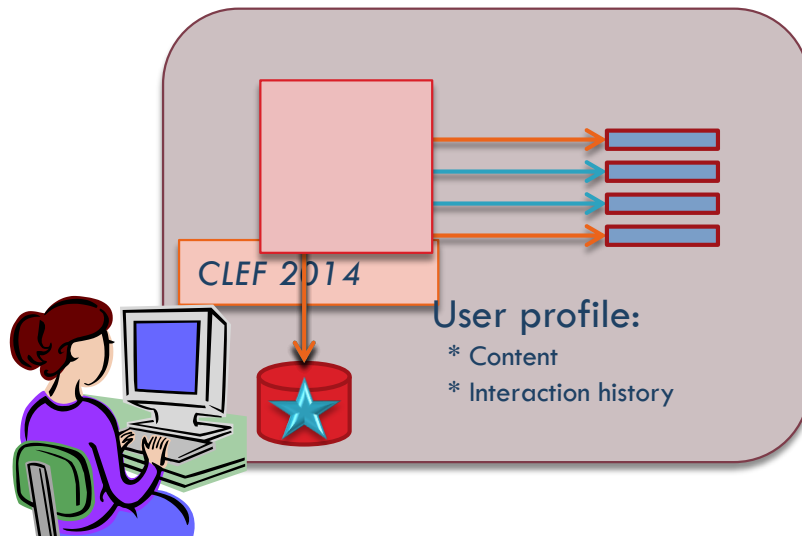 CLEF 2014
User profile:
* Content
* Interaction history